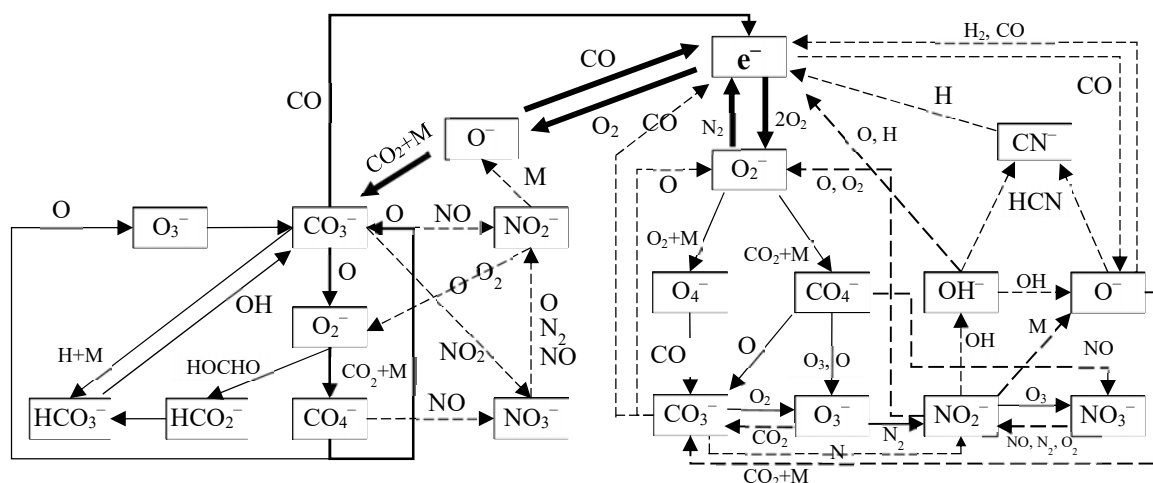 H₂, CO
CO
e⁻
CO
CO
H
CO
O₂
CO
N₂
2O₂
O, H
O⁻
CN⁻
CO₂+M
M
O
O₂⁻
O, O₂
HCN
O
O₃⁻
CO₃⁻
O
NO
NO₂⁻
O₂+M
CO₂+M
O
O
O₂
OH
O₄⁻
CO₄⁻
OH⁻
OH
O⁻
O₂⁻
O
N₂
NO
M
H+M
NO₂
CO
O
O₃, O
OH
NO
HOCHO
CO₂+M
HCO₃⁻
HCO₂⁻
CO₄⁻
NO
NO₃⁻
CO₃⁻
O₂
O₃⁻
NO₂⁻
O₃
NO₃⁻
CO₂
N₂
NO, N₂, O₂
N
CO₂+M